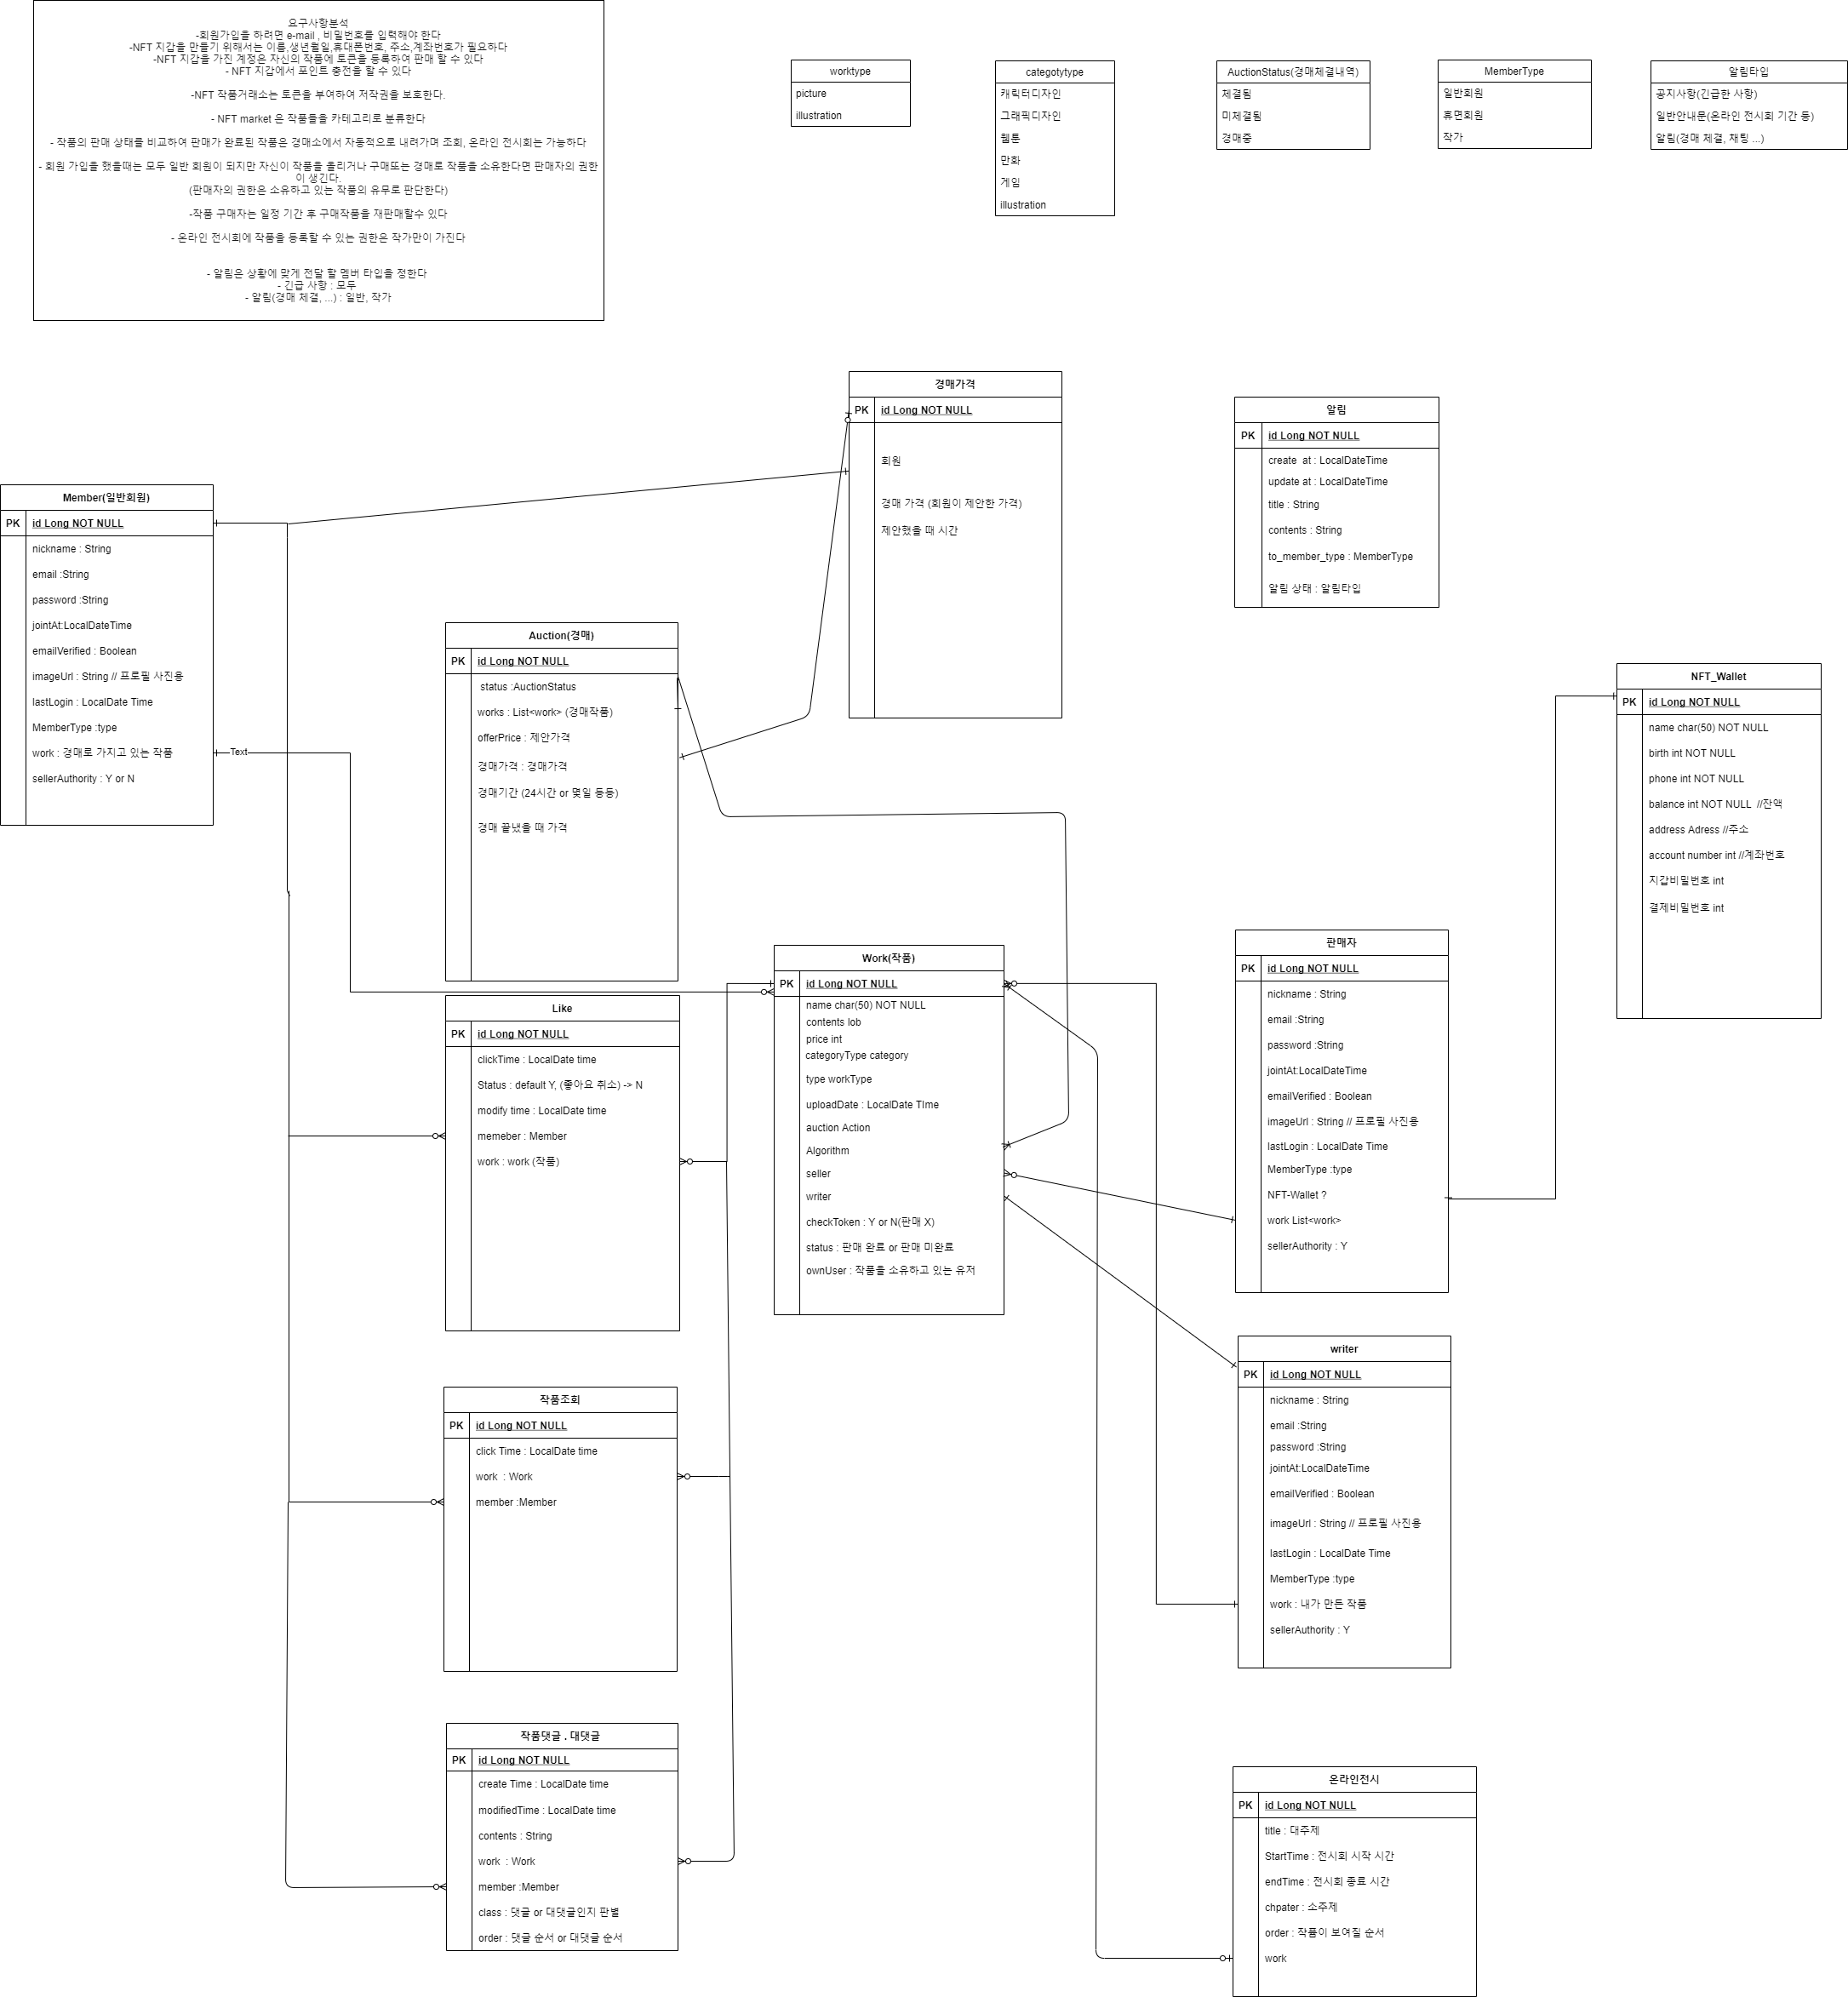 요구사항분석
-회원가입을 하려면 e-mail , 비밀번호를 입력해야 한다
-NFT 지갑을 만들기 위해서는 이름,생년월일,휴대폰번호, 주소,계좌번호가 필요하다
-NFT 지갑을 가진 계정은 자신의 작품에 토큰을 등록하여 판매 할 수 있다
- NFT 지갑에서 포인트 충전을 할 수 있다
-NFT 작품거래소는 토큰을 부여하여 저작권을 보호한다.
- NFT market 은 작품들을 카테고리로 분류한다
- 작품의 판매 상태를 비교하여 판매가 완료된 작품은 경매소에서 자동적으로 내려가며 조회, 온라인 전시회는 가능하다
- 회원 가입을 했을때는 모두 일반 회원이 되지만 자신이 작품을 올리거나 구매또는 경매로 작품을 소유한다면 판매자의 권한
이 생긴다.
(판매자의 권한은 소유하고 있는 작품의 유무로 판단한다)
-작품 구매자는 일정 기간 후 구매작품을 재판매할수 있다
- 온라인 전시회에 작품을 등록할 수 있는 권한은 작가만이 가진다
- 알림은 상황에 맞게 전달 할 멤버 타입을 정한다
- 긴급 사항 : 모두
- 알림(경매 체결, ...) : 일반, 작가
worktype
picture
illustration
categotytype
캐릭터디자인
그래픽디자인
웹툰
만화
게임
illustration
AuctionStatus(경매체결내역)
체결됨
미체결됨
경매중
MemberType
일반회원
휴면회원
작가
알림타입
공지사항(긴급한 사항)
일반안내문(온라인 전시회 기간 등)
알림(경매 체결, 채팅 ...)
경매가격
PK id Long NOT NULL
회원
경매 가격 (회원이 제안한 가격)
제안했을 때 시간
알림
PK id Long NOT NULL
create at : LocalDateTime
update at : LocalDateTime
title : String
contents : String
to_member_type : MemberType
알림 상태 : 알림타입
Member(일반회원)
PK id Long NOT NULL
nickname : String
email :String
password :String
jointAt:LocalDateTime
emailVerified : Boolean
imageUrl : String // 프로필 사진용
lastLogin : LocalDate Time
MemberType :type
work : 경매로 가지고 있는 작품
sellerAuthority : Y or N
Text
Auction(경매)
PK id Long NOT NULL
status :AuctionStatus
works : List<work> (경매작품)
offerPrice : 제안가격
경매가격 : 경매가격
경매기간 (24시간 or 몇일 등등)
경매 끝냈을 때 가격
NFT_Wallet
PK id Long NOT NULL
name char(50) NOT NULL
birth int NOT NULL
phone int NOT NULL
balance int NOT NULL //잔액
address Adress //주소
account number int //계좌번호
지갑비밀번호 int
결제비밀번호 int
Like
PK id Long NOT NULL
clickTime : LocalDate time
Status : default Y, (좋아요 취소) -> N
modify time : LocalDate time
memeber : Member
work : work (작품)
Work(작품)
PK id Long NOT NULL
name char(50) NOT NULL
contents lob
price int
categoryType category
type workType
uploadDate : LocalDate TIme
auction Action
Algorithm
seller
writer
checkToken : Y or N(판매 X)
status : 판매 완료 or 판매 미완료
ownUser : 작품을 소유하고 있는 유저
판매자
PK id Long NOT NULL
nickname : String
email :String
password :String
jointAt:LocalDateTime
emailVerified : Boolean
imageUrl : String // 프로필 사진용
lastLogin : LocalDate Time
MemberType :type
NFT-Wallet ?
work List<work>
sellerAuthority : Y
writer
PK id Long NOT NULL
nickname : String
email :String
password :String
jointAt:LocalDateTime
emailVerified : Boolean
imageUrl : String // 프로필 사진용
lastLogin : LocalDate Time
MemberType :type
work : 내가 만든 작품
sellerAuthority : Y
작품조회
PK id Long NOT NULL
click Time : LocalDate time
work : Work
member :Member
작품댓글 . 대댓글
PK id Long NOT NULL
create Time : LocalDate time
modifiedTime : LocalDate time
contents : String
work : Work
member :Member
class : 댓글 or 대댓글인지 판별
order : 댓글 순서 or 대댓글 순서
온라인전시
PK id Long NOT NULL
title : 대주제
StartTime : 전시회 시작 시간
endTime : 전시회 종료 시간
chpater : 소주제
order : 작품이 보여질 순서
work